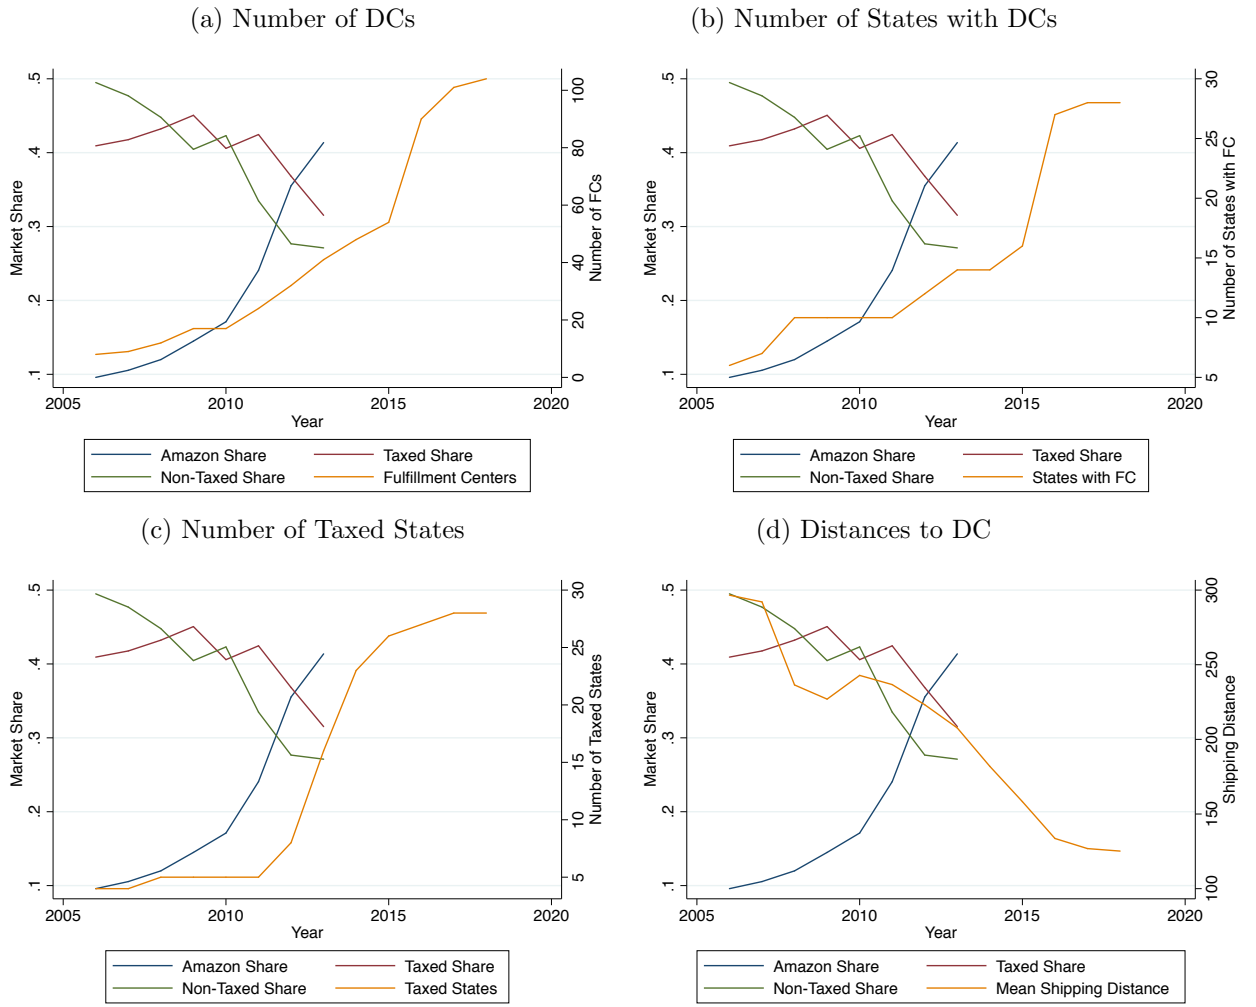 (a) Number of DCs
.5
.4
.3
.2
.1
Market Share
100
80
60
40
20
0
Number of FCs
2005
2010
2015
2020
Year
Amazon Share
Taxed Share
Non-Taxed Share
Fulfillment Centers
(b) Number of States with DCs
.5
.4
.3
.2
.1
Market Share
30
25
20
15
10
5
Number of States with FC
2005
2010
2015
2020
Year
Amazon Share
Taxed Share
Non-Taxed Share
States with FC
(c) Number of Taxed States
.5
.4
.3
.2
.1
Market Share
30
25
20
15
10
5
Number of Taxed States
2005
2010
2015
2020
Year
Amazon Share
Taxed Share
Non-Taxed Share
Taxed States
(d) Distances to DC
.5
.4
.3
.2
.1
Market Share
300
250
200
150
100
Shipping Distance
2005
2010
2015
2020
Year
Amazon Share
Taxed Share
Non-Taxed Share
Mean Shipping Distance